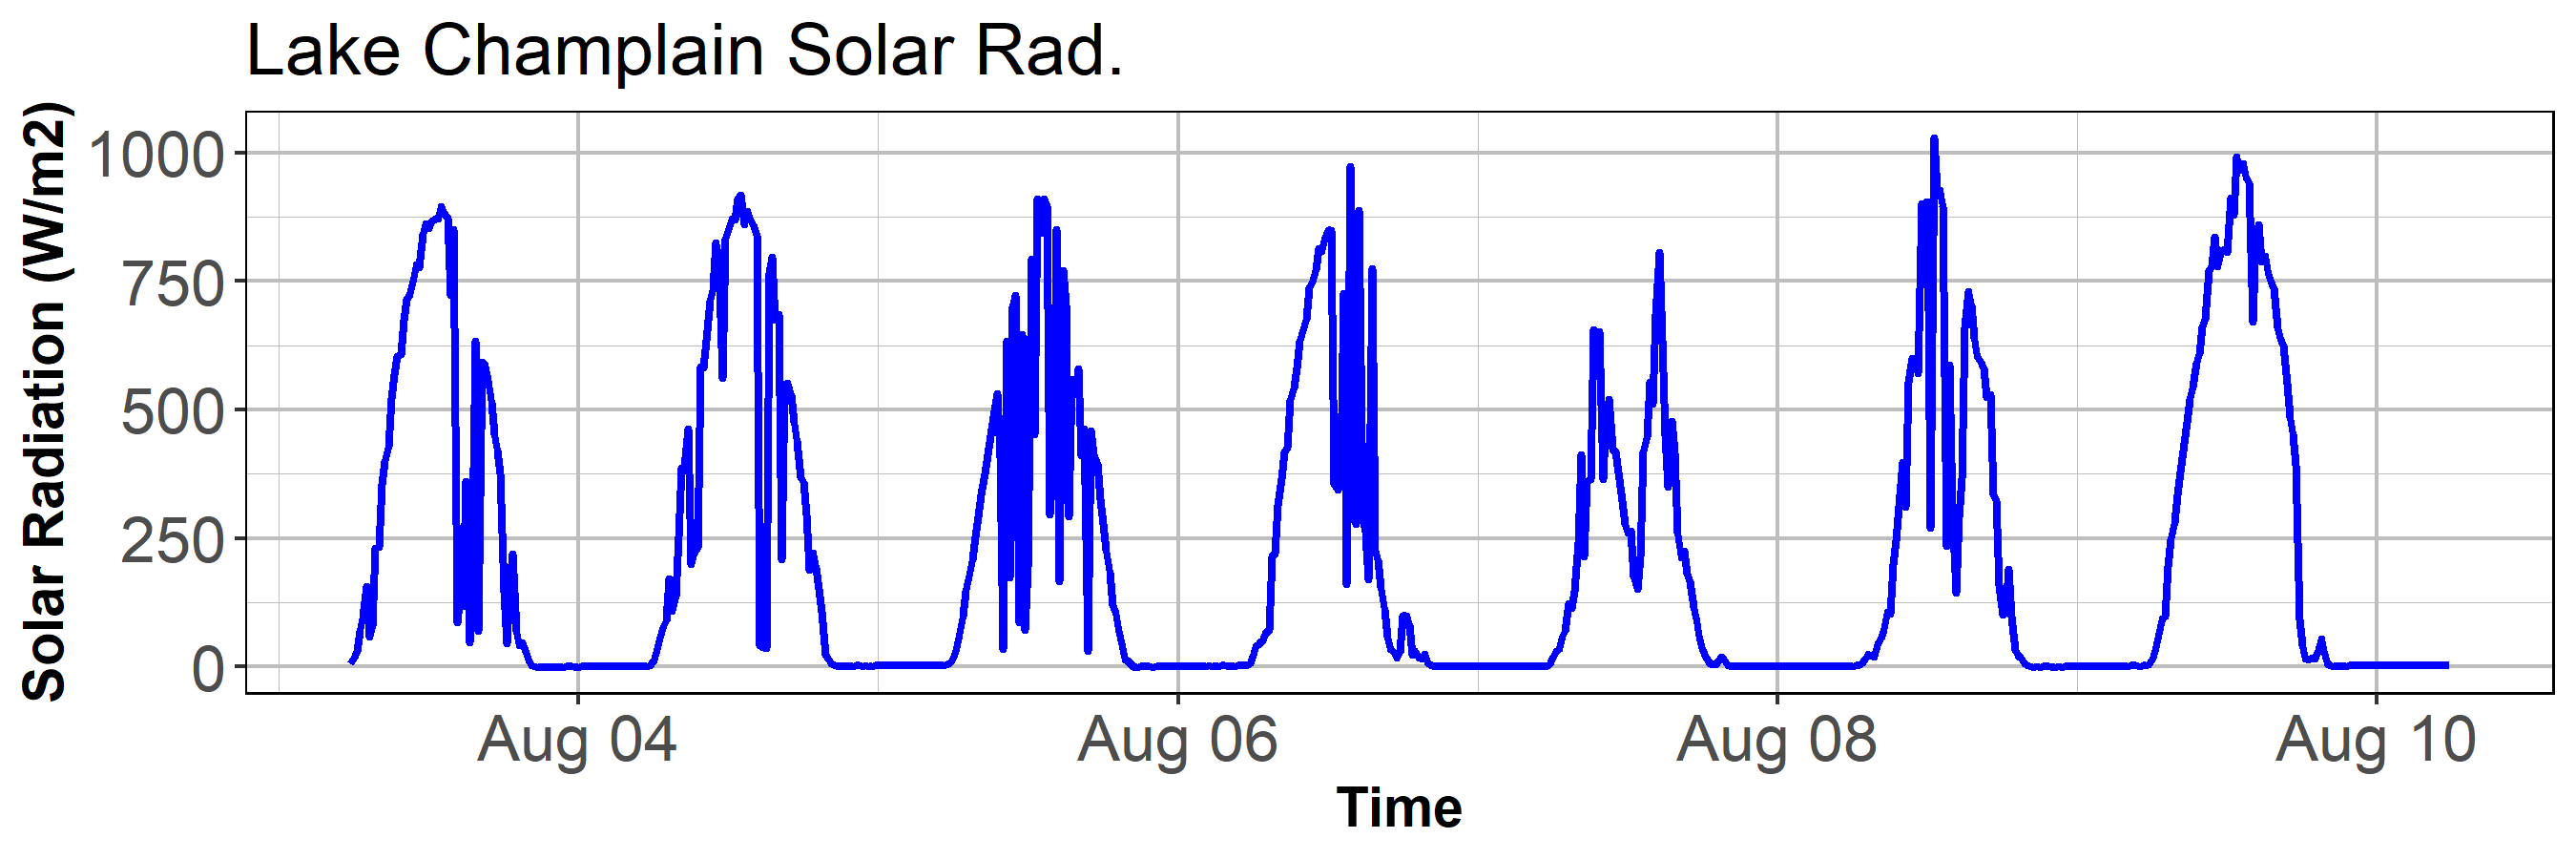 Lake Champlain Solar Rad.
Solar Radiation (W/m2)
1000
750
500
250
0
Aug 04 Aug 06 Aug 08 Aug 10
Time